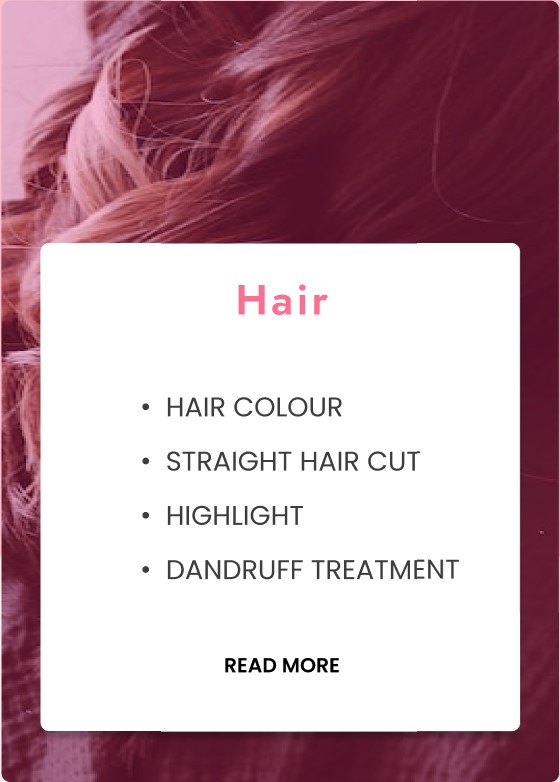 Hair
• HAIR COLOUR
• STRAIGHT HAIR CUT
• HIGHLIGHT
• DANDRUFF TREATMENT
READ MORE